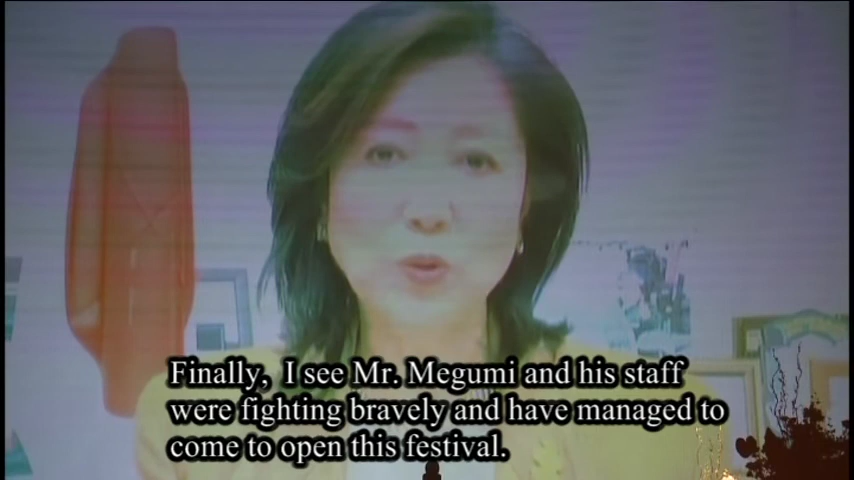 Finally, I see Mr. Megumi and his staff
were fighting bravely and have managed to
come to open this festival.